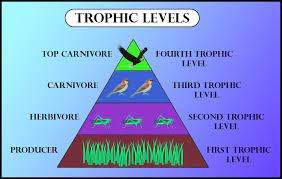 TROPHIC LEVELS
TOP CARNIVORE
FOURTH TROPHIC
LEVEL
CARNIVORE
THIRD TROPHIC
LEVEL
HERBIVORE
SECOND TROPHIC
LEVEL
PRODUCER
FIRST TROPHIC
LEVEL